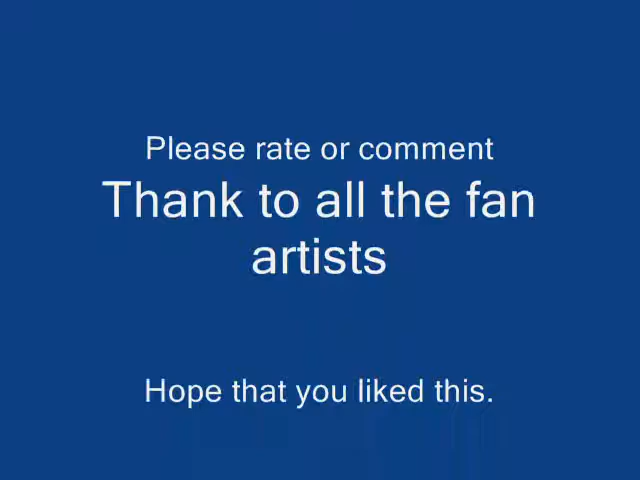 Please rate or comment
Thank to all the fan
artists
Hope that you liked this.